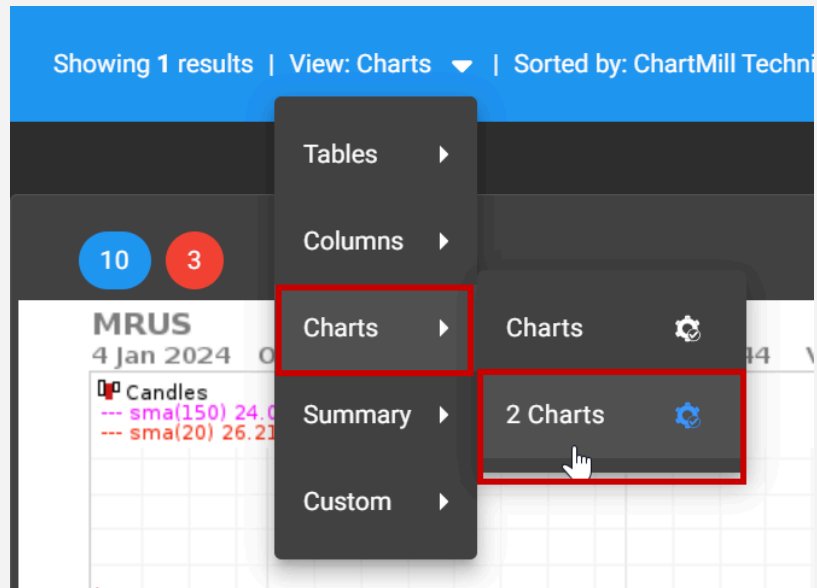 Showing 1 results | View: Charts | Sorted by: ChartMill Techni
Tables
Columns
10 3
Charts
Charts
MRUS
4 Jan 2024 O
44 V
Candles
--- sma(150) 24.0
--- sma(20) 26.21
Summary
2 Charts
Custom